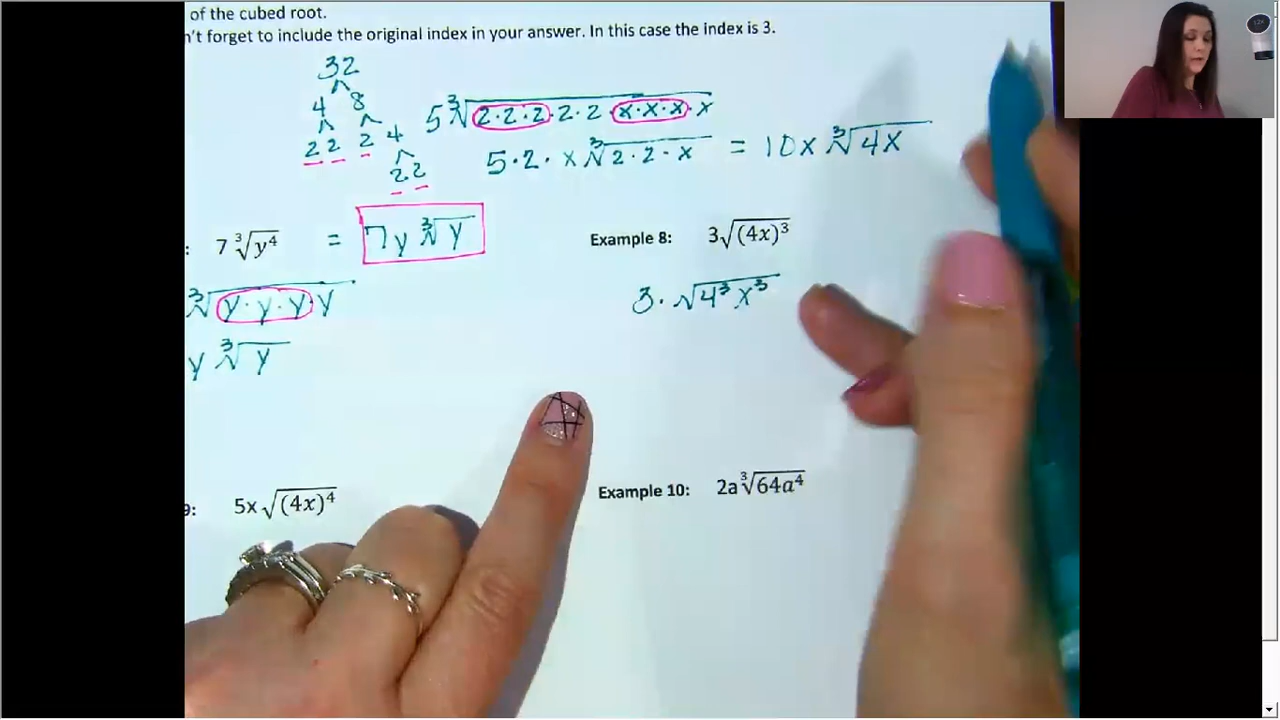 of the cubed root.
n't forget to include the original index in your answer. In this case the index is 3.
32
4 8
2 2 2 4
2 2
5∛2·2·2·2·2·x·x·x·x
5·2·x∛2·2·x = 10x∛4x
: 7∛y⁴ = 7y∛y
∛y·y·y·y
y∛y
Example 8: 3√(4x)³
3·√4³x³
9: 5x√(4x)⁴
Example 10: 2a∛64a⁴